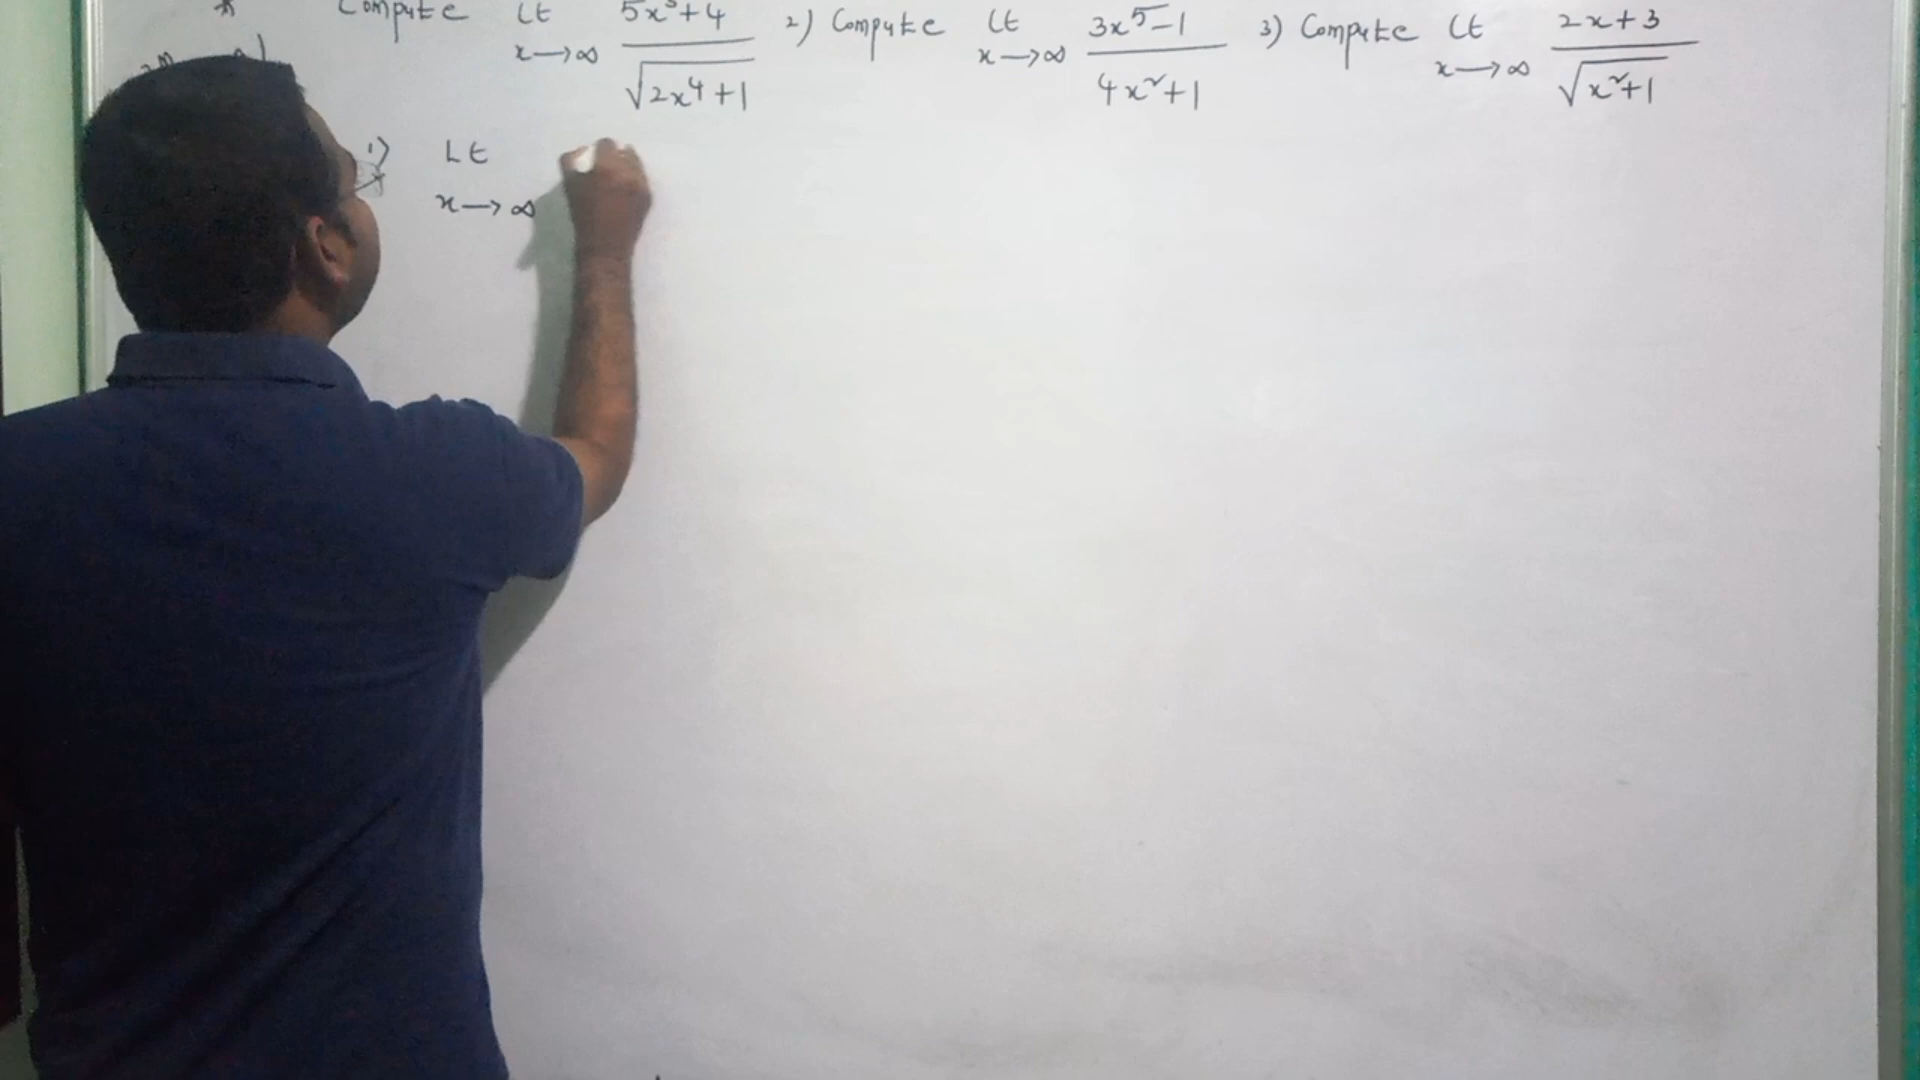 Compute Lt x→∞ 5x³+4 / √2x⁴+1 2) Compute Lt x→∞ 3x⁵-1 / 4x²+1 3) Compute Lt x→∞ 2x+3 / √x²+1
1) Lt x→∞